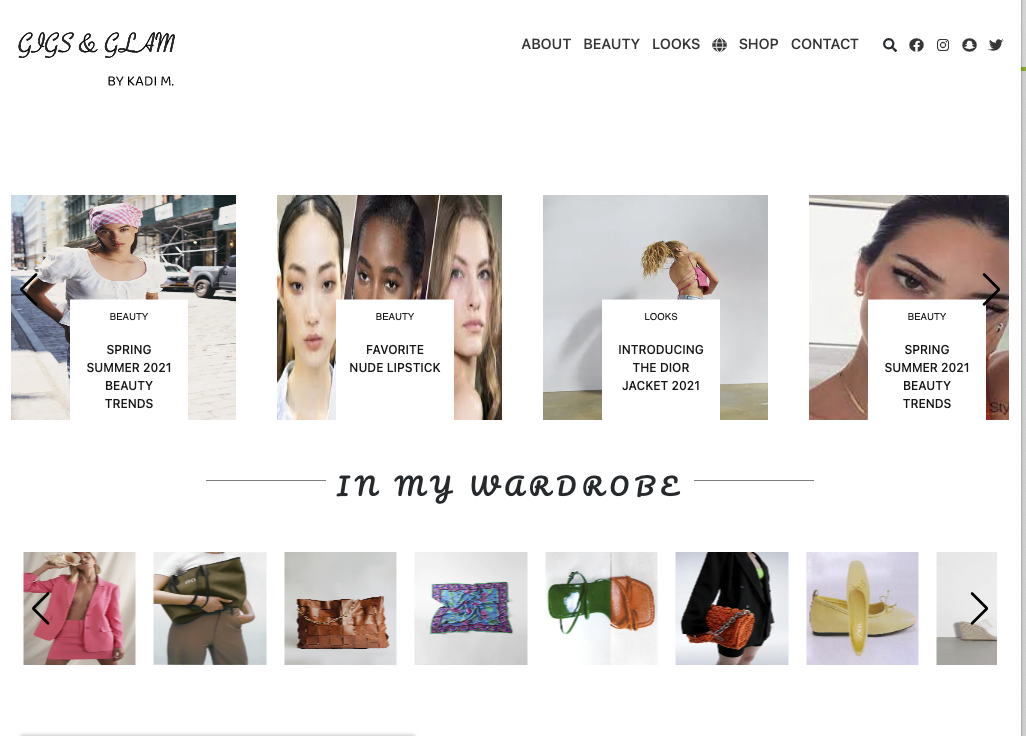 GIGS & GLAM
BY KADI M.
ABOUT BEAUTY LOOKS SHOP CONTACT
BEAUTY
SPRING
SUMMER 2021
BEAUTY
TRENDS
BEAUTY
FAVORITE
NUDE LIPSTICK
LOOKS
INTRODUCING
THE DIOR
JACKET 2021
BEAUTY
SPRING
SUMMER 2021
BEAUTY
TRENDS
Sty
IN MY WARDROBE